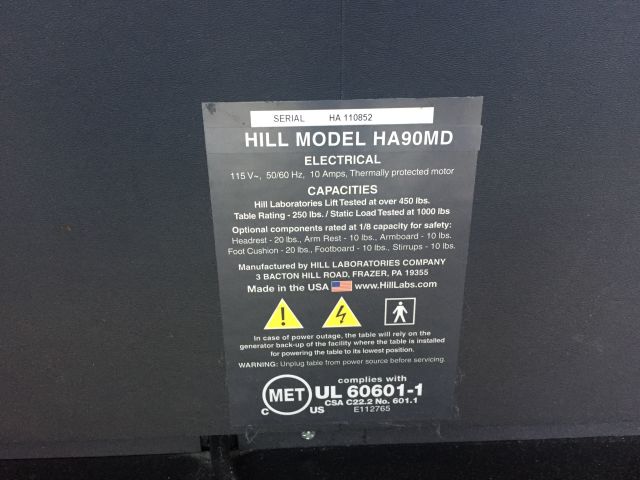 SERIAL HA 110852
HILL MODEL HA90MD
ELECTRICAL
115 V~, 50/60 Hz, 10 Amps, Thermally protected motor
CAPACITIES
Hill Laboratories Lift Tested at over 450 lbs.
Table Rating - 250 lbs. / Static Load Tested at 1000 lbs
Optional components rated at 1/8 capacity for safety:
Headrest - 20 lbs., Arm Rest - 10 lbs., Armboard - 10 lbs.
Foot Cushion - 20 lbs., Footboard - 10 lbs., Stirrups - 10 lbs.
Manufactured by HILL LABORATORIES COMPANY
3 BACTON HILL ROAD, FRAZER, PA 19355
Made in the USA www.HillLabs.com
In case of power outage, the table will rely on the
generator back-up of the facility where the table is installed
for powering the table to its lowest position.
WARNING: Unplug table from power source before servicing.
complies with
MET UL 60601-1
C US CSA C22.2 No. 601.1
E112765